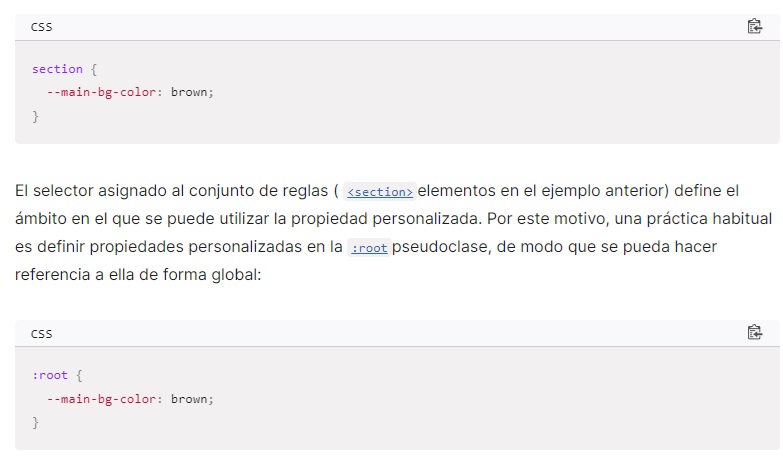 CSS
section {
--main-bg-color: brown;
}
El selector asignado al conjunto de reglas ( <section> elementos en el ejemplo anterior) define el
ámbito en el que se puede utilizar la propiedad personalizada. Por este motivo, una práctica habitual
es definir propiedades personalizadas en la :root pseudoclase, de modo que se pueda hacer
referencia a ella de forma global:
CSS
:root {
--main-bg-color: brown;
}